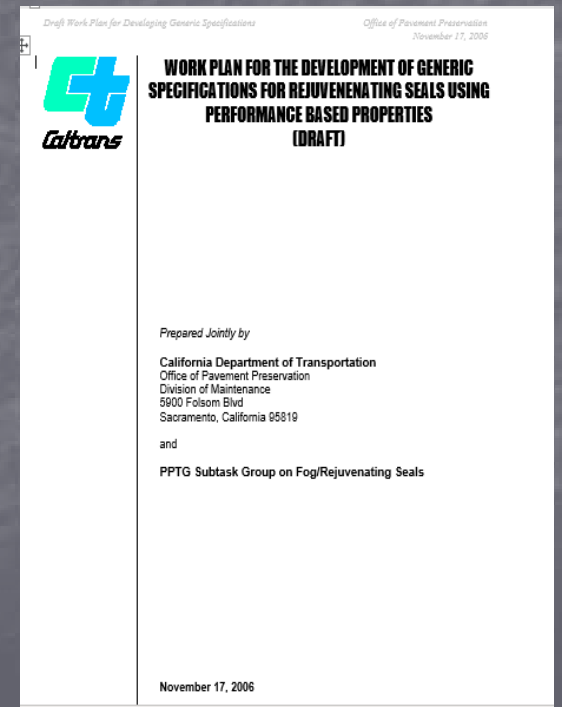 Draft Work Plan for Developing Generic Specifications
Office of Pavement Preservation
November 17, 2006
Caltrans
WORK PLAN FOR THE DEVELOPMENT OF GENERIC
SPECIFICATIONS FOR REJUVENENATING SEALS USING
PERFORMANCE BASED PROPERTIES
(DRAFT)
Prepared Jointly by
California Department of Transportation
Office of Pavement Preservation
Division of Maintenance
5900 Folsom Blvd
Sacramento, California 95819
and
PPTG Subtask Group on Fog/Rejuvenating Seals
November 17, 2006